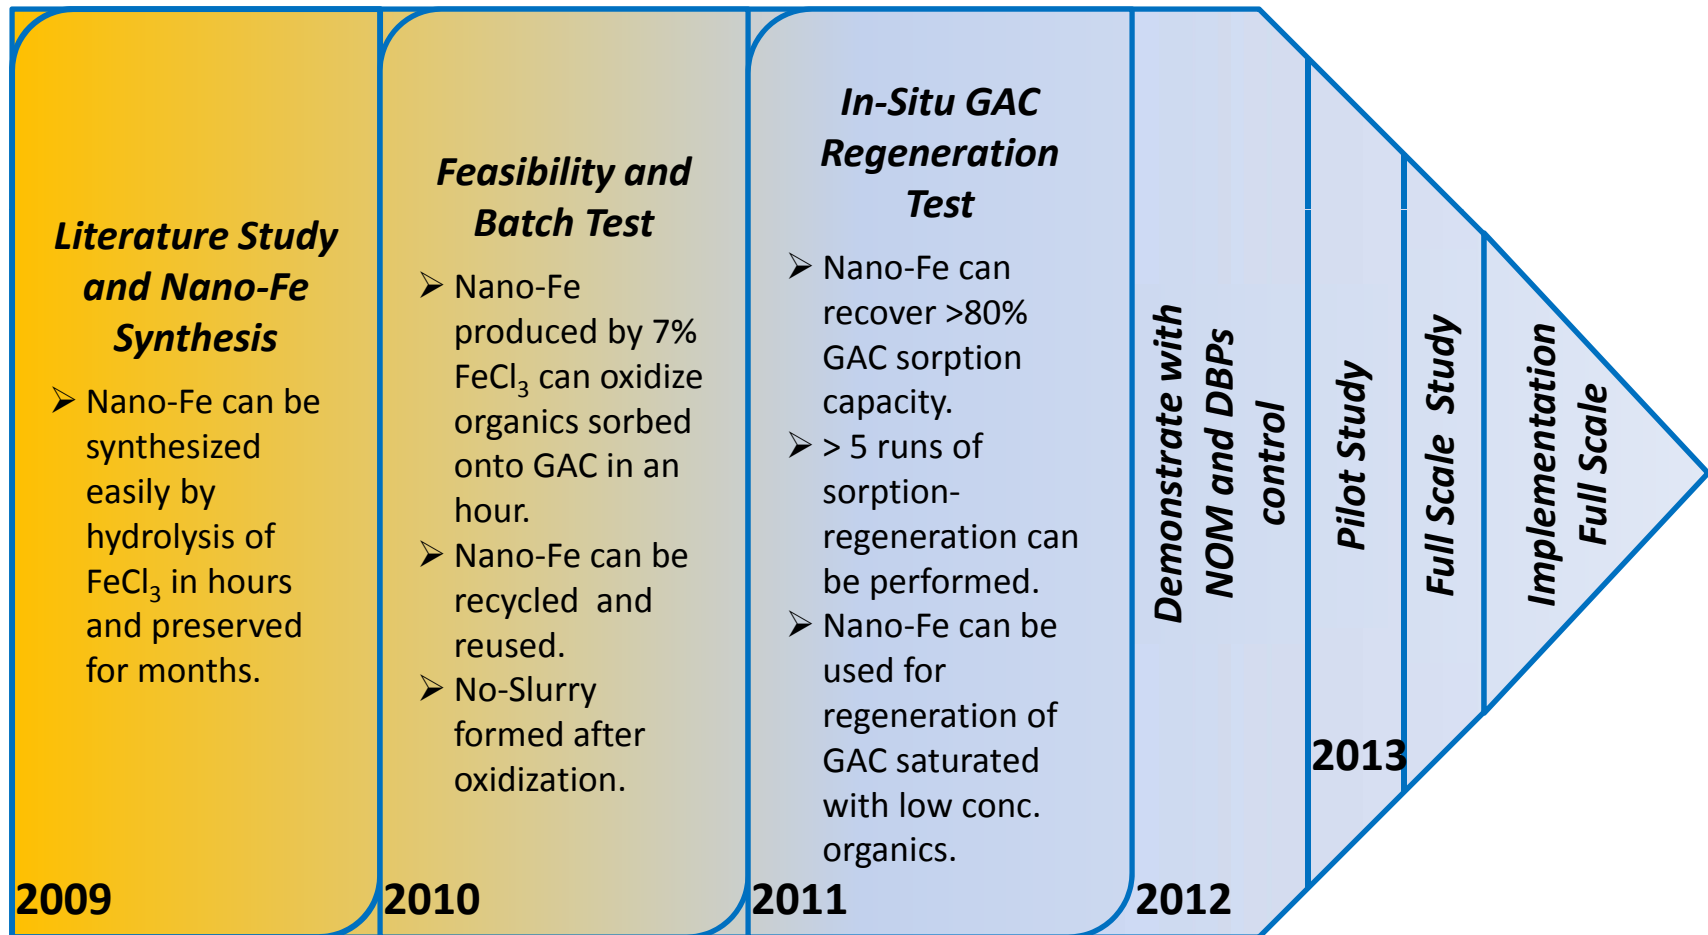 Literature Study
and Nano-Fe
Synthesis
➢ Nano-Fe can be
synthesized
easily by
hydrolysis of
FeCl₃ in hours
and preserved
for months.
2009
Feasibility and
Batch Test
➢ Nano-Fe
produced by 7%
FeCl₃ can oxidize
organics sorbed
onto GAC in an
hour.
➢ Nano-Fe can be
recycled and
reused.
➢ No-Slurry
formed after
oxidization.
2010
In-Situ GAC
Regeneration
Test
➢ Nano-Fe can
recover >80%
GAC sorption
capacity.
➢ > 5 runs of
sorption-
regeneration can
be performed.
➢ Nano-Fe can be
used for
regeneration of
GAC saturated
with low conc.
organics.
2011
Demonstrate with
NOM and DBPs
control
2012
Pilot Study
2013
Full Scale Study
Implementation
Full Scale